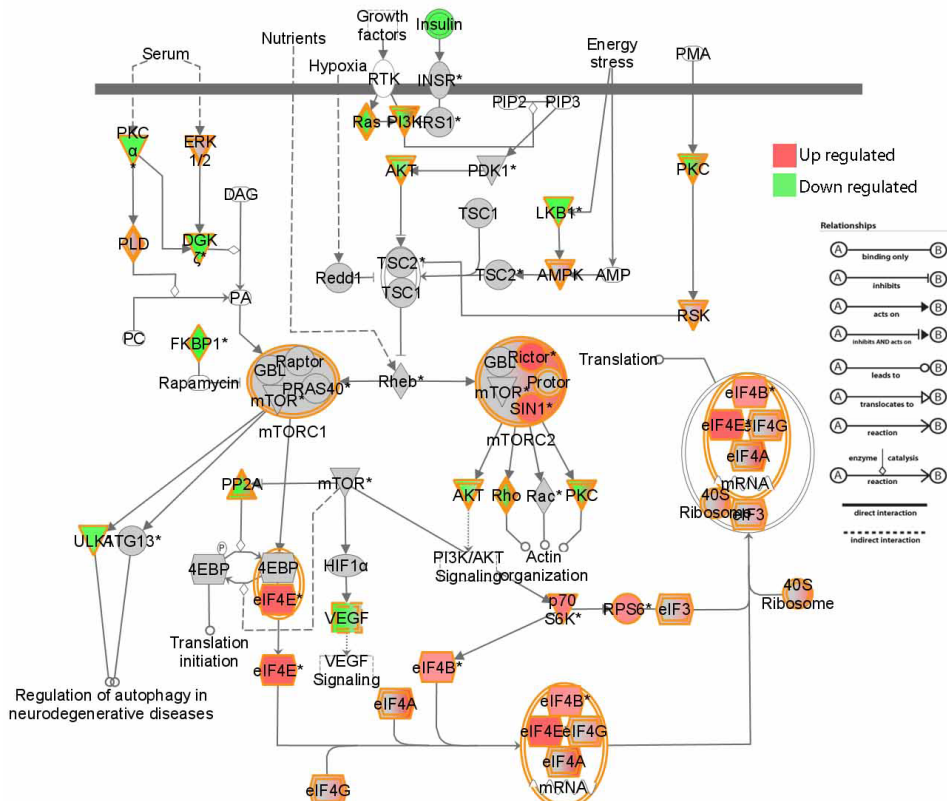 Growth
factors
Insulin
Nutrients
Serum
Hypoxia
Energy
stress
PMA
RTK
INSR*
PIP2
PIP3
Ras
PI3K
IRS1*
PKC
α
*
ERK
1/2
AKT
PDK1*
PKC
Up regulated
Down regulated
DAG
TSC1
LKB1*
PLD
DGK
ζ*
TSC2*
TSC1
Redd1
TSC2*
AMPK
AMP
PA
PC
RSK
Relationships
A
B
binding only
A
B
inhibits
A
B
acts on
A
B
inhibits AND acts on
A
B
leads to
A
B
translocates to
A
B
reaction
enzyme
catalysis
A
B
reaction
direct interaction
indirect interaction
FKBP1*
Rapamycin
GBL
Raptor
mTOR*
PRAS40*
mTORC1
Rheb*
GBL
Rictor*
mTOR*
Protor
SIN1*
mTORC2
Translation
eIF4B*
eIF4E*
eIF4G
eIF4A
mRNA
40S
Ribosome
eIF3
PP2A
mTOR*
AKT
Rho
Rac*
PKC
ULK1
ATG13*
4EBP
P
4EBP
eIF4E*
HIF1α
PI3K/AKT
Signaling
Actin
organization
VEGF
p70
S6K*
RPS6*
eIF3
40S
Ribosome
Translation
initiation
eIF4E*
VEGF
Signaling
eIF4B*
Regulation of autophagy in
neurodegenerative diseases
eIF4A
eIF4B*
eIF4E
eIF4G
eIF4A
mRNA
eIF4G